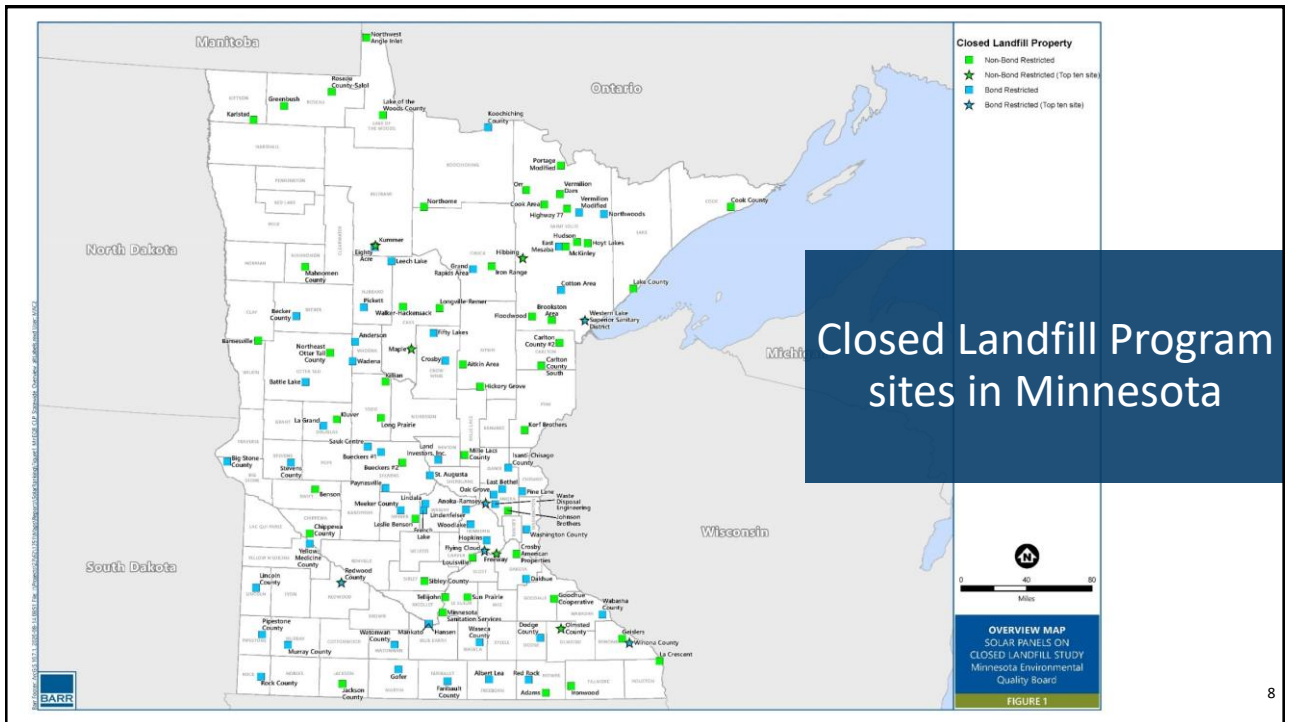 Manitoba
Ontario
North Dakota
South Dakota
Wisconsin
Northwest
Angle Inlet
Roseau
County-Salol
Greenbush
Karlstad
Lake of the
Woods County
Koochiching
County
Portage
Modified
Orr
Vermilion
Dam
Vermilion
Modified
Cook Area
Highway 77
Northwoods
Cook County
Northome
Hudson
East
Mesaba
Hoyt Lakes
McKinley
Hibbing
Kummer
Eighty
Acre
Leech Lake
Grand
Rapids Area
Iron Range
Mahnomen
County
Cotton Area
Lake County
Pickett
Longville-Remer
Walker-Hackensack
Becker
County
Brookston
Area
Floodwood
Western Lake
Superior Sanitary
District
Barnesville
Anderson
Fifty Lakes
Northeast
Otter Tail
County
Maple
Wadena
Crosby
Aitkin Area
Carlton
County #2
Carlton
County
South
Battle Lake
Killian
Hickory Grove
La Grand
Kluver
Long Prairie
Korf Brothers
Sauk Centre
Land
Investors, Inc.
Mille Lacs
County
Isanti-Chisago
County
Big Stone
County
Stevens
County
Bueckers #1
Bueckers #2
St. Augusta
East Bethel
Oak Grove
Paynesville
Benson
Lindala
Anoka-Ramsey
Pine Lane
Waste
Disposal
Engineering
Meeker County
Lindenfelser
Johnson
Brothers
Leslie Benson
French
Lake
Woodlake
Hopkins
Washington County
Chippewa
County
Yellow
Medicine
County
Flying Cloud
Freeway
Crosby
American
Properties
Louisville
Redwood
County
Lincoln
County
Sibley County
Dakhue
Tellijohn
Sun Prairie
Goodhue
Cooperative
Wabasha
County
Minnesota
Sanitation Services
Pipestone
County
Murray County
Watonwan
County
Mankato
Hansen
Waseca
County
Dodge
County
Olmsted
County
Geislers
Winona County
La Crescent
Rock County
Jackson
County
Gofer
Faribault
County
Albert Lea
Red Rock
Adams
Ironwood
BARR
Closed Landfill Property
Non-Bond Restricted
Non-Bond Restricted (Top ten site)
Bond Restricted
Bond Restricted (Top ten site)
Closed Landfill Program
sites in Minnesota
N
0 40 80
Miles
OVERVIEW MAP
SOLAR PANELS ON
CLOSED LANDFILL STUDY
Minnesota Environmental
Quality Board
FIGURE 1
8